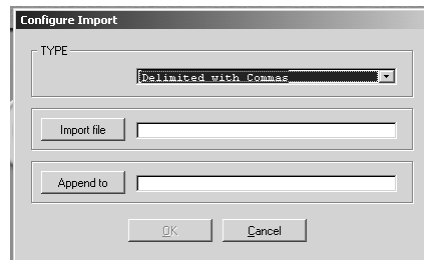 Configure Import
TYPE
Delimited with Commas
Import file
Append to
OK Cancel